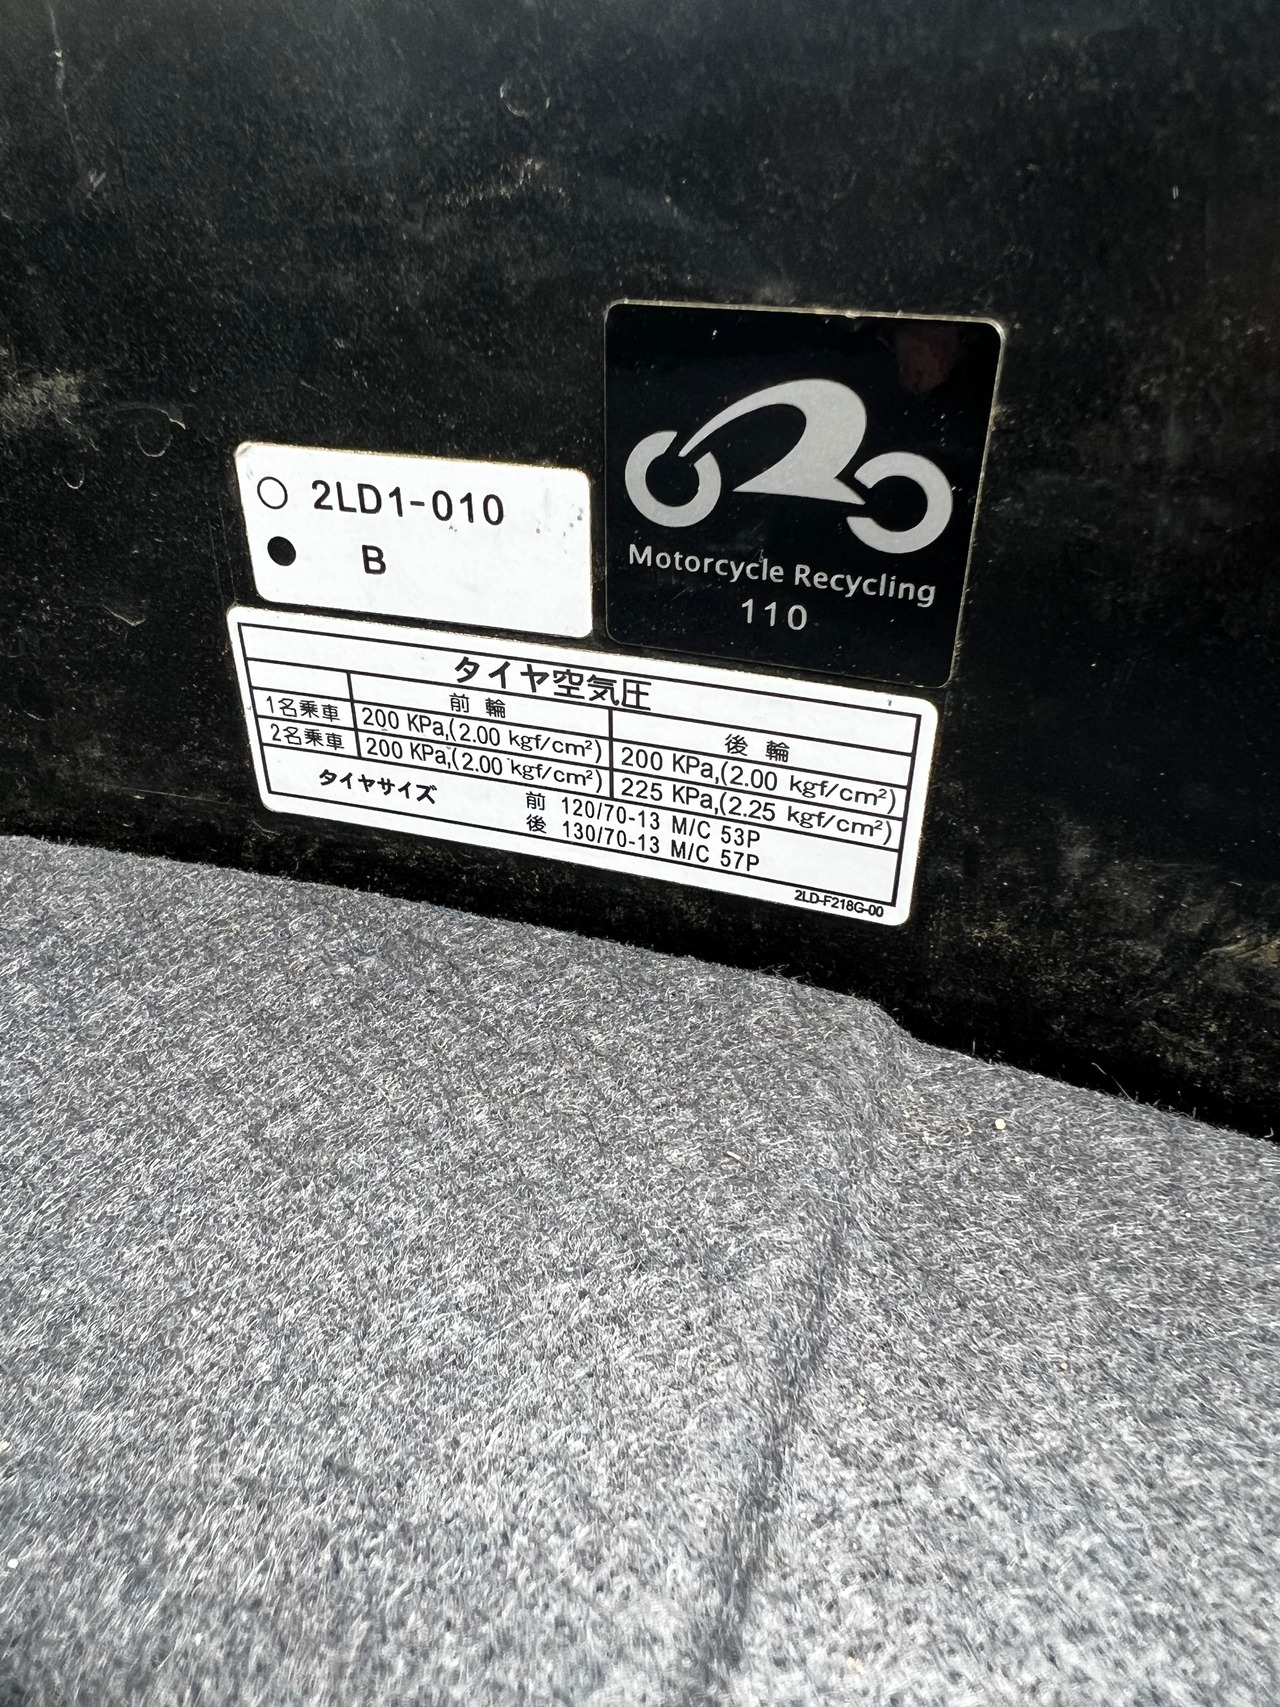 2LD1-010
B
Motorcycle Recycling
110
タイヤ空気圧
前 輪 後 輪
1名乗車 200 KPa,(2.00 kgf/cm²) 200 KPa,(2.00 kgf/cm²)
2名乗車 200 KPa,(2.00 kgf/cm²) 225 KPa,(2.25 kgf/cm²)
タイヤサイズ 前 120/70-13 M/C 53P
後 130/70-13 M/C 57P
2LD-F218G-00